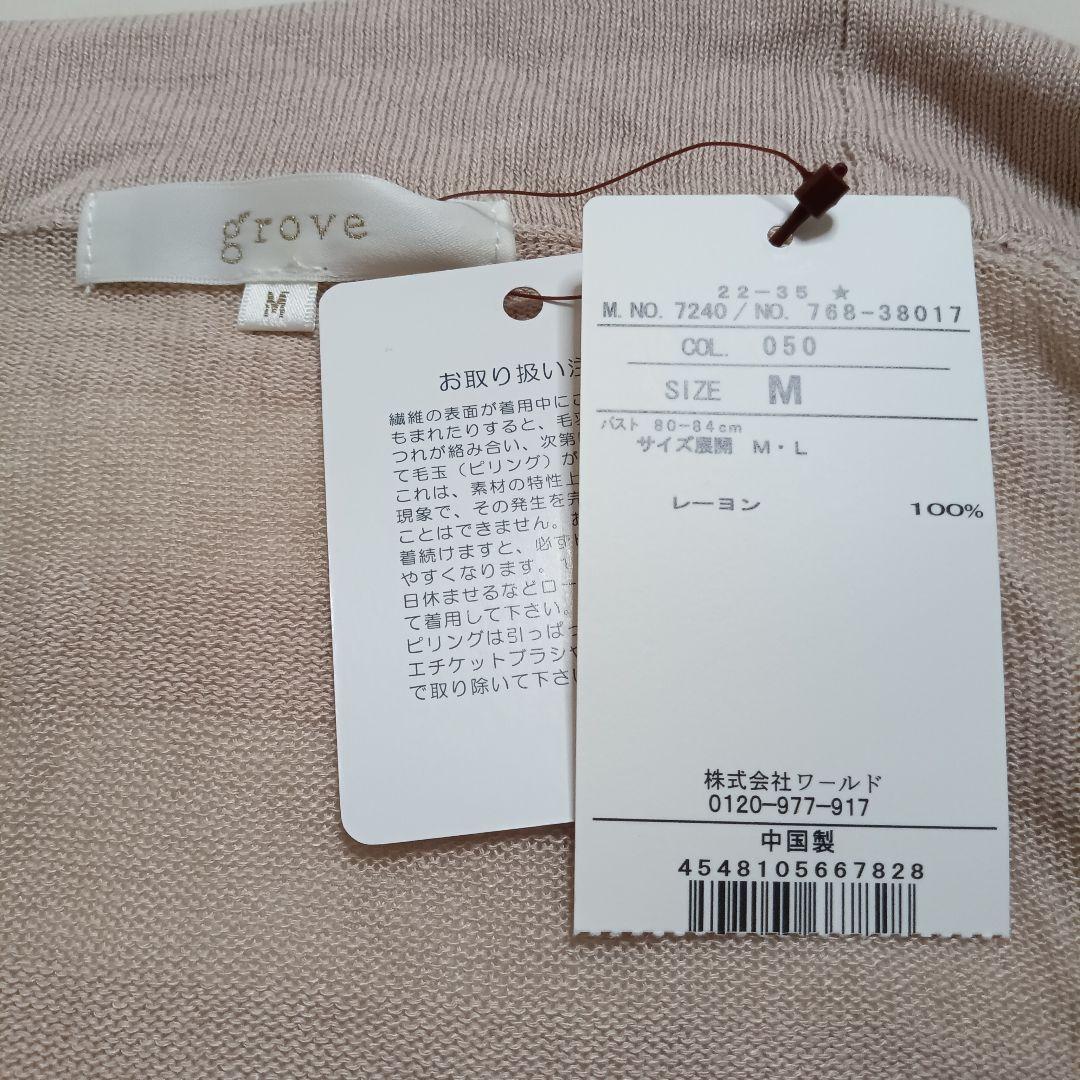 grove
M
お取り扱い
繊維の表面が着用中に
もまれたりすると、毛
つれが絡み合い、次第
て毛玉（ピリング）が
これは、素材の特性上
現象で、その発生を完
ことはできません。
着続けますと、必ず
やすくなります。
日休ませるなどロー
て着用して下さい。
ピリングは引っぱ
エチケットブラシ
で取り除いて下さ
22-35 ★
M.NO. 7240/NO. 768-38017
COL. 050
SIZE M
バスト 80-84cm
サイズ展開 M・L
レーヨン 100%
株式会社ワールド
0120-977-917
中国製
4548105667828